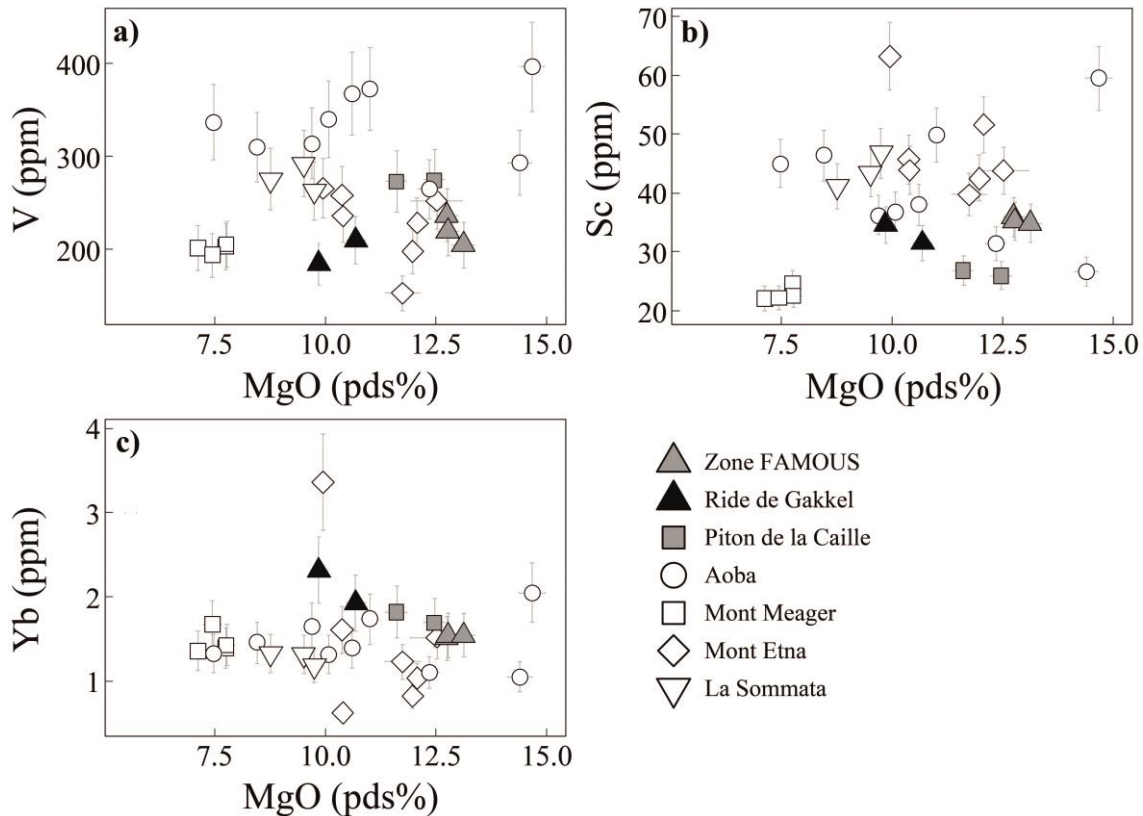 a)
400
300
200
V (ppm)
7.5 10.0 12.5 15.0
MgO (pds%)
b)
70
60
50
40
30
20
Sc (ppm)
7.5 10.0 12.5 15.0
MgO (pds%)
c)
4
3
2
1
Yb (ppm)
7.5 10.0 12.5 15.0
MgO (pds%)
Zone FAMOUS
Ride de Gakkel
Piton de la Caille
Aoba
Mont Meager
Mont Etna
La Sommata